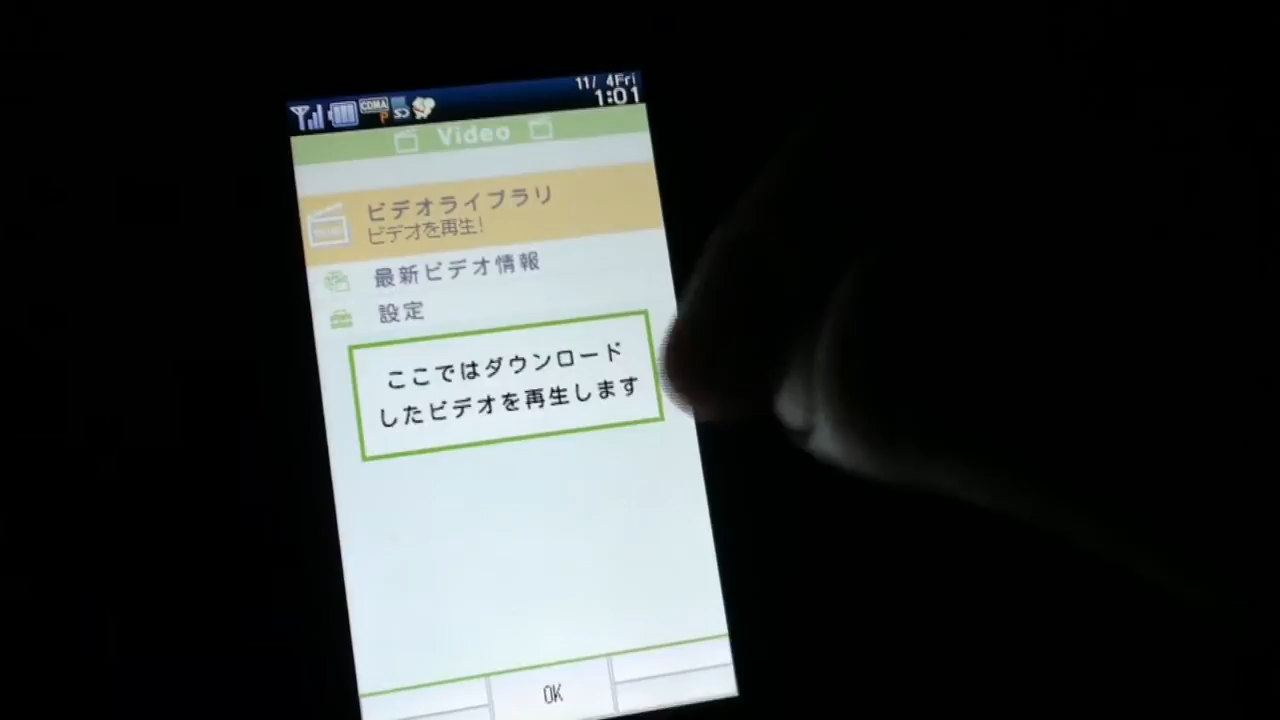 CDMA
P
SD
11/ 4Fri
1:01
Video
ビデオライブラリ
ビデオを再生!
最新ビデオ情報
設定
ここではダウンロード
したビデオを再生します
OK